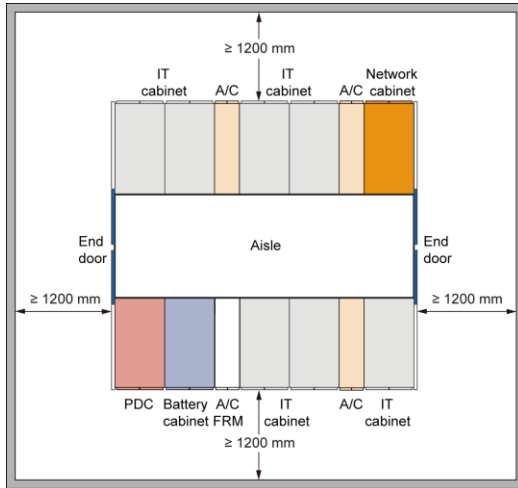 ≥ 1200 mm
IT
cabinet
A/C
IT
cabinet
A/C
Network
cabinet
End
door
Aisle
End
door
≥ 1200 mm
≥ 1200 mm
PDC
Battery
cabinet
A/C
FRM
IT
cabinet
A/C
IT
cabinet
≥ 1200 mm